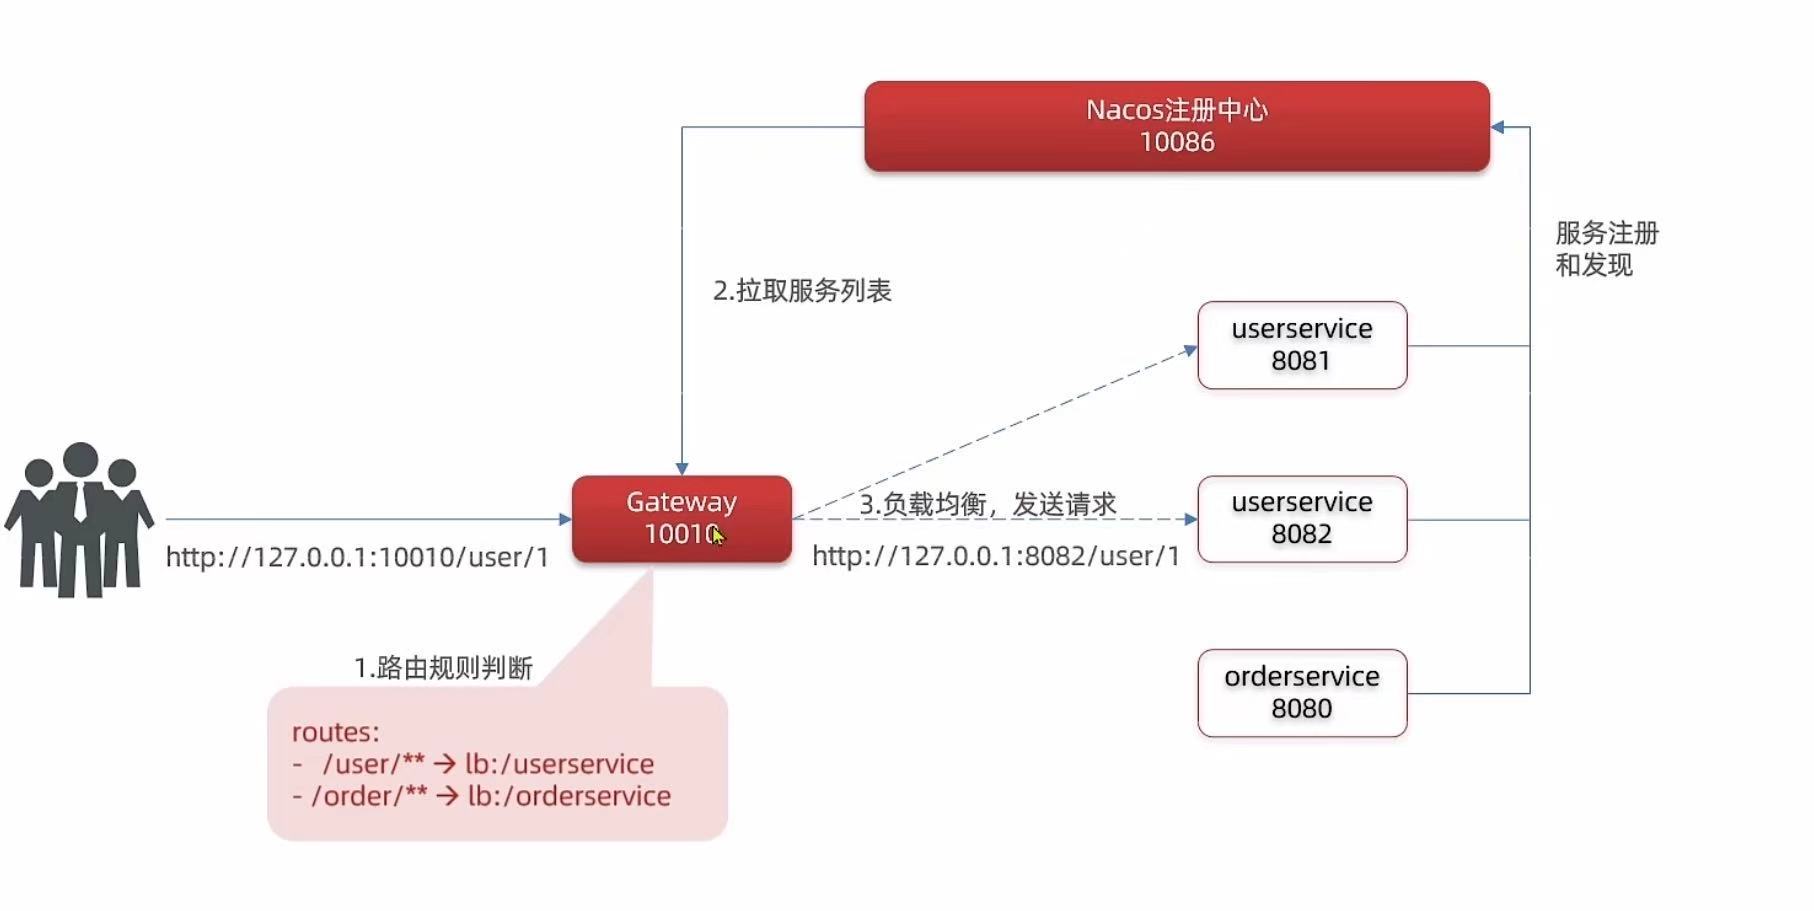 Nacos注册中心
10086
服务注册
和发现
2.拉取服务列表
userservice
8081
Gateway
10010
3.负载均衡，发送请求
userservice
8082
http://127.0.0.1:10010/user/1
http://127.0.0.1:8082/user/1
1.路由规则判断
orderservice
8080
routes:
- /user/** → lb:/userservice
- /order/** → lb:/orderservice